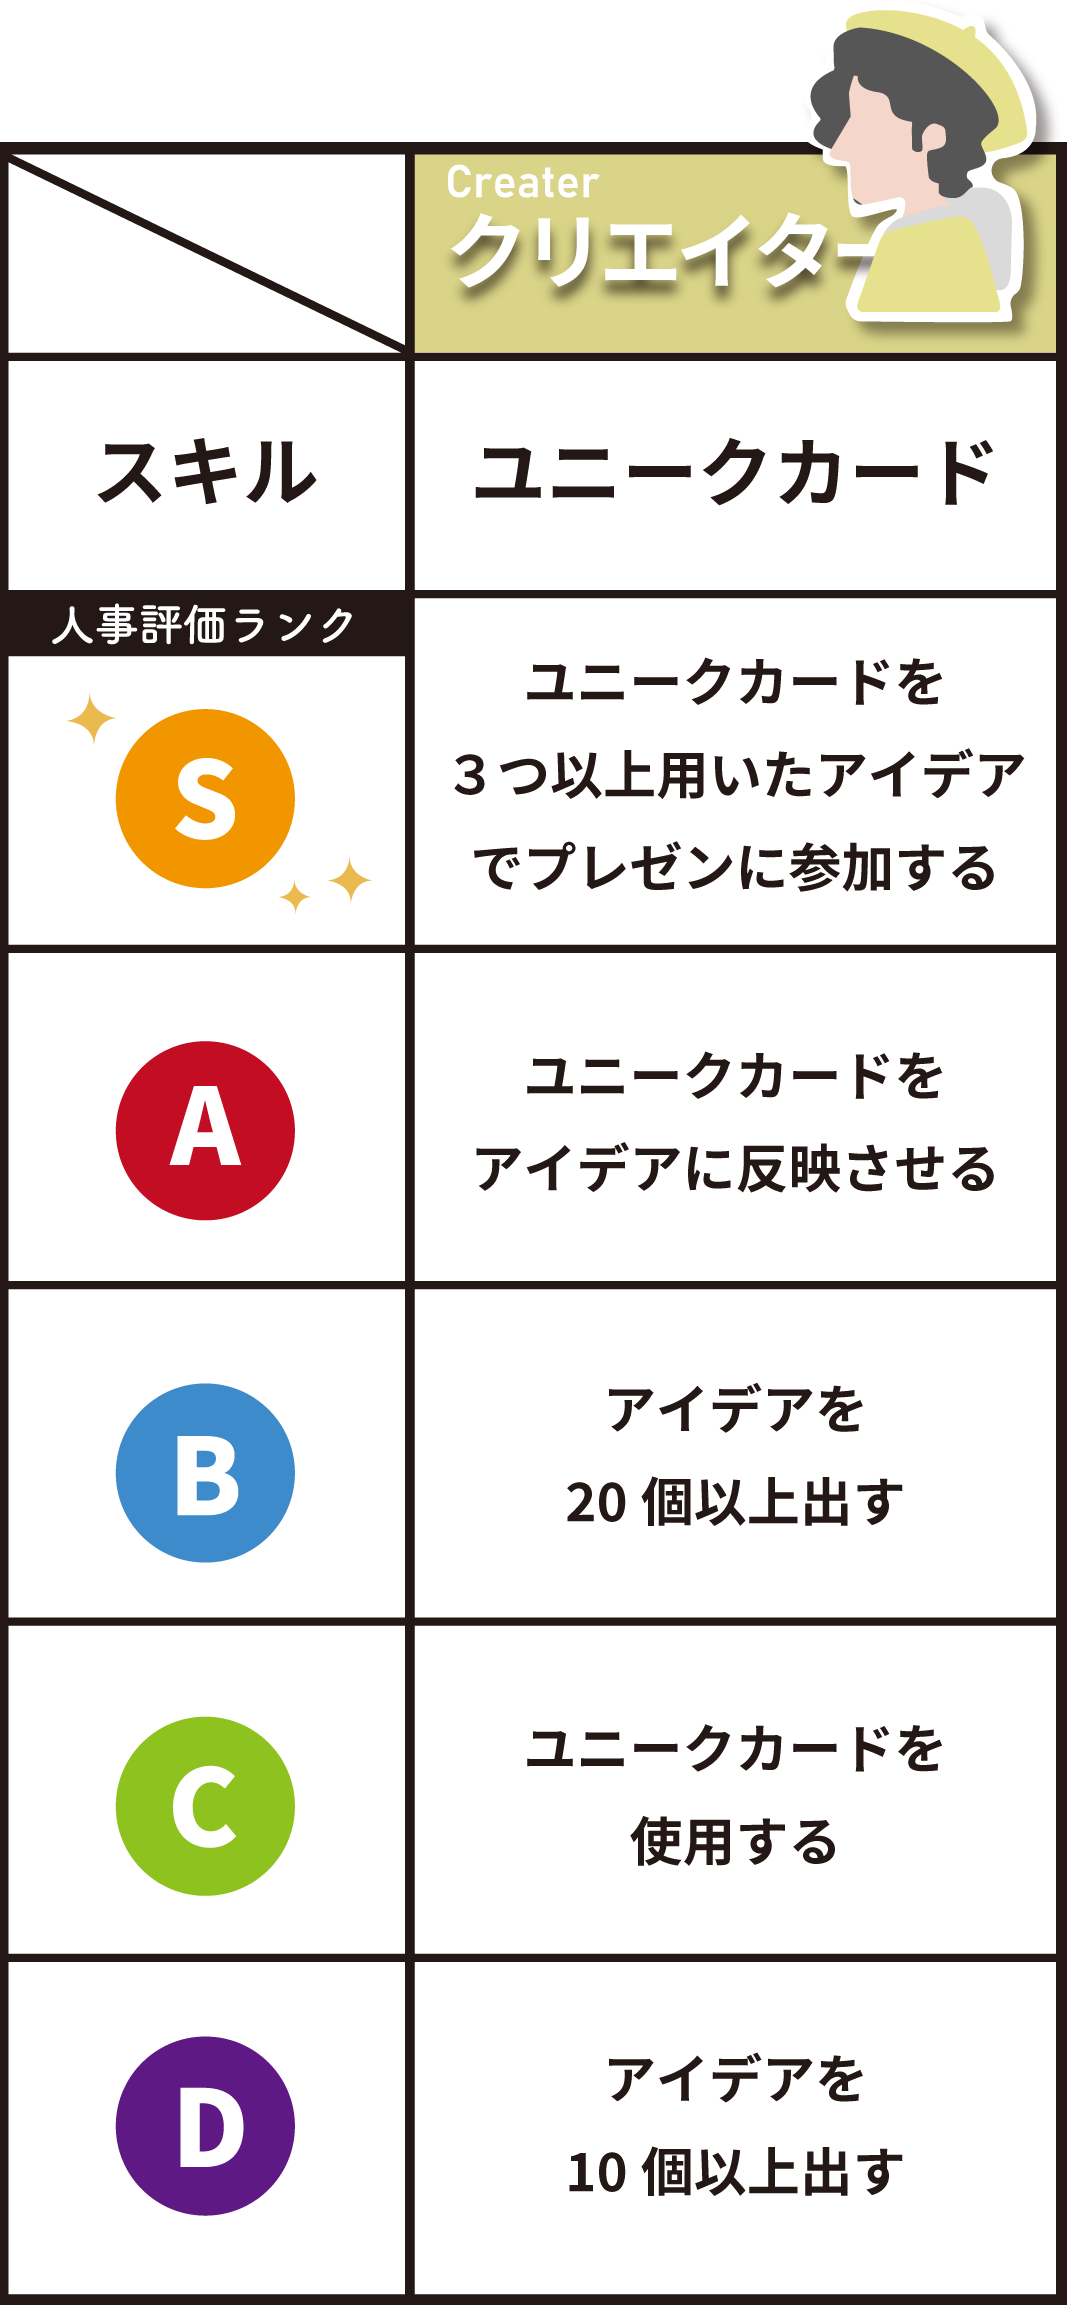 Creater
クリエイター
スキル
ユニークカード
人事評価ランク
S
ユニークカードを
３つ以上用いたアイデア
でプレゼンに参加する
A
ユニークカードを
アイデアに反映させる
B
アイデアを
20 個以上出す
C
ユニークカードを
使用する
D
アイデアを
10 個以上出す